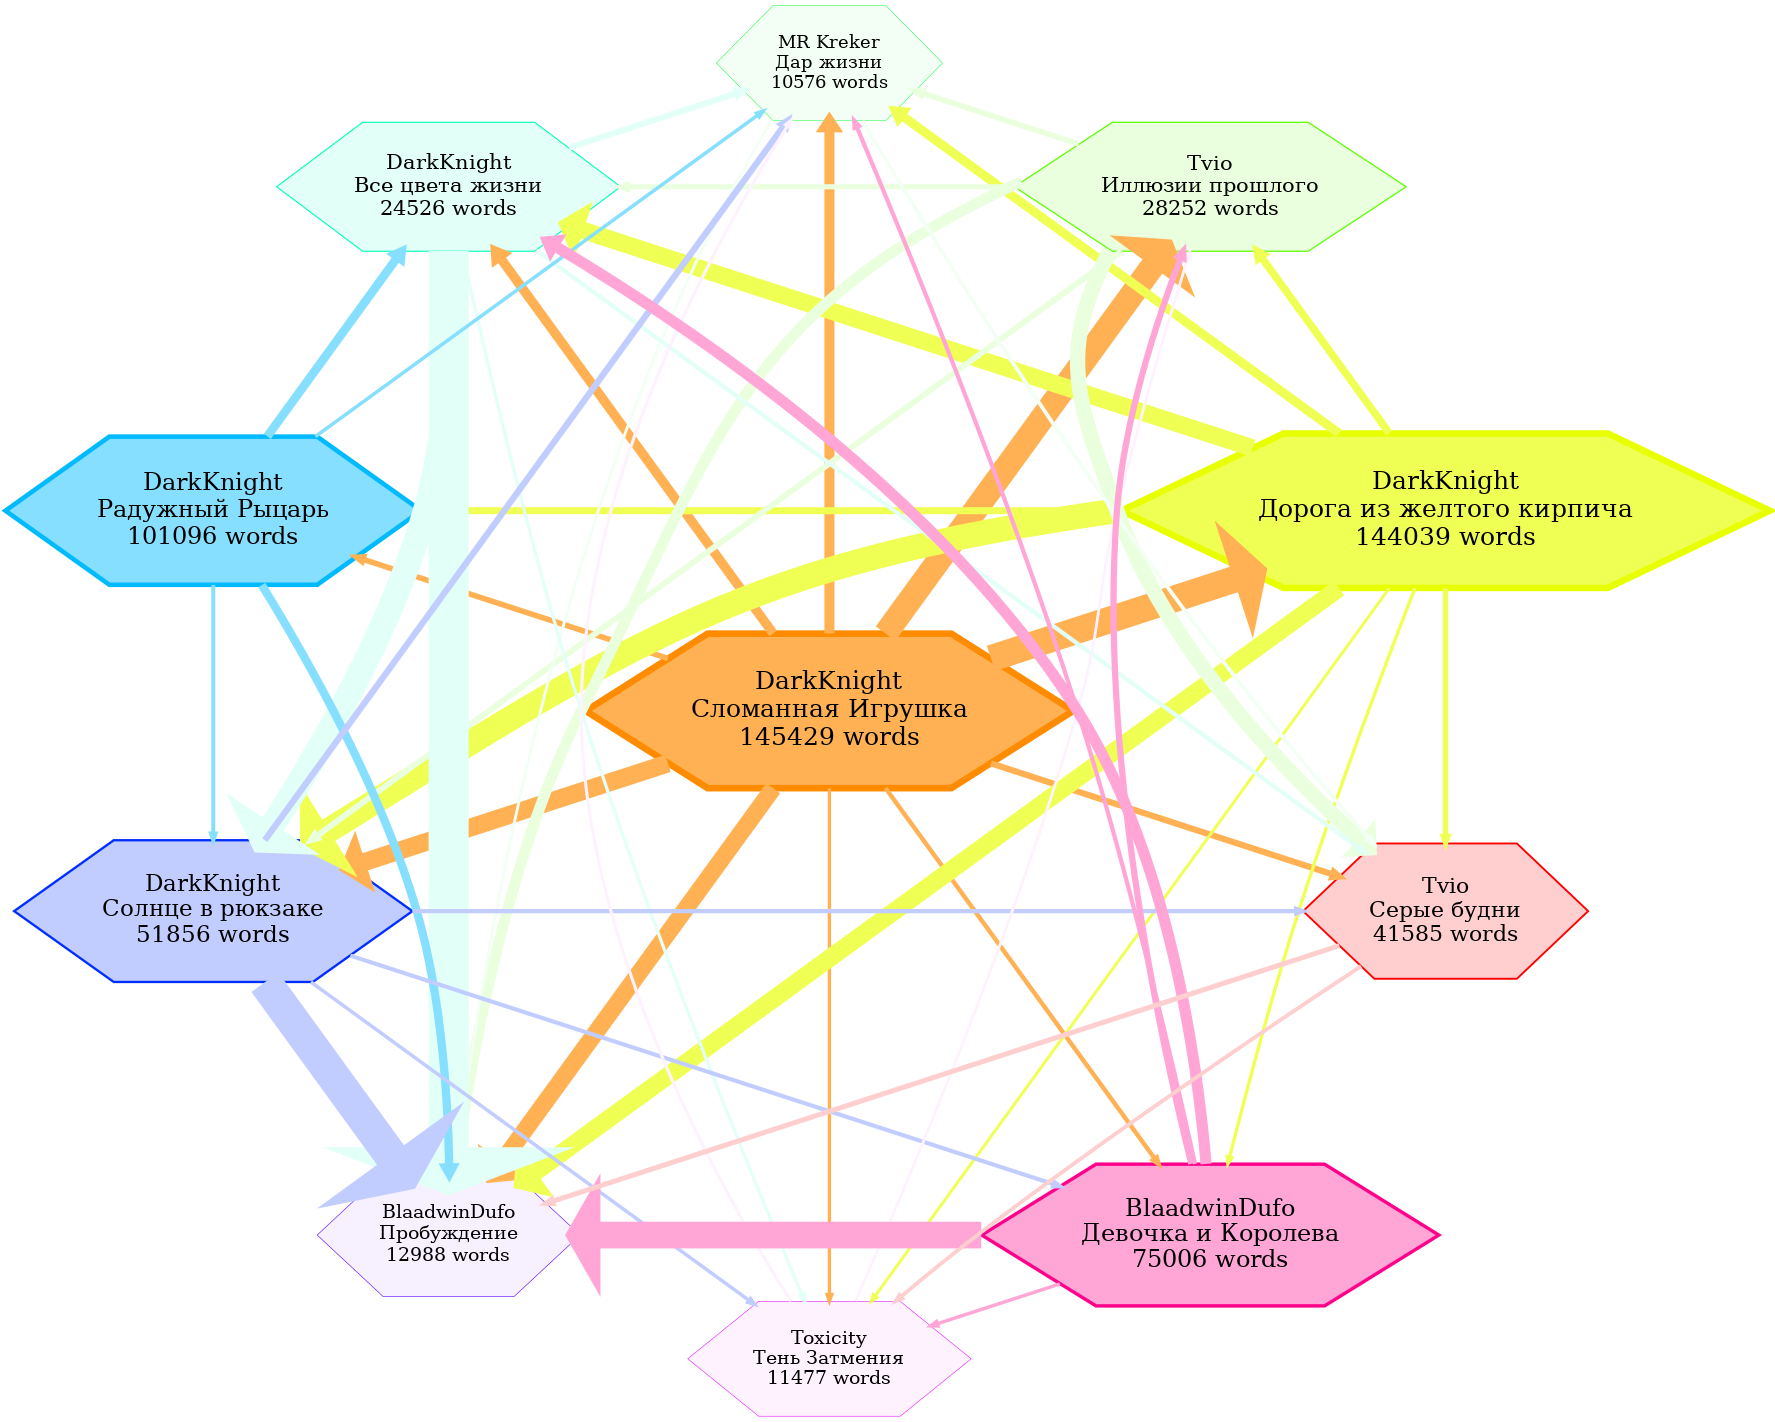 MR Kreker
Дар жизни
10576 words
DarkKnight
Все цвета жизни
24526 words
Tvio
Иллюзии прошлого
28252 words
DarkKnight
Радужный Рыцарь
101096 words
DarkKnight
Дорога из желтого кирпича
144039 words
DarkKnight
Сломанная Игрушка
145429 words
DarkKnight
Солнце в рюкзаке
51856 words
Tvio
Серые будни
41585 words
BlaadwinDufo
Пробуждение
12988 words
BlaadwinDufo
Девочка и Королева
75006 words
Toxicity
Тень Затмения
11477 words